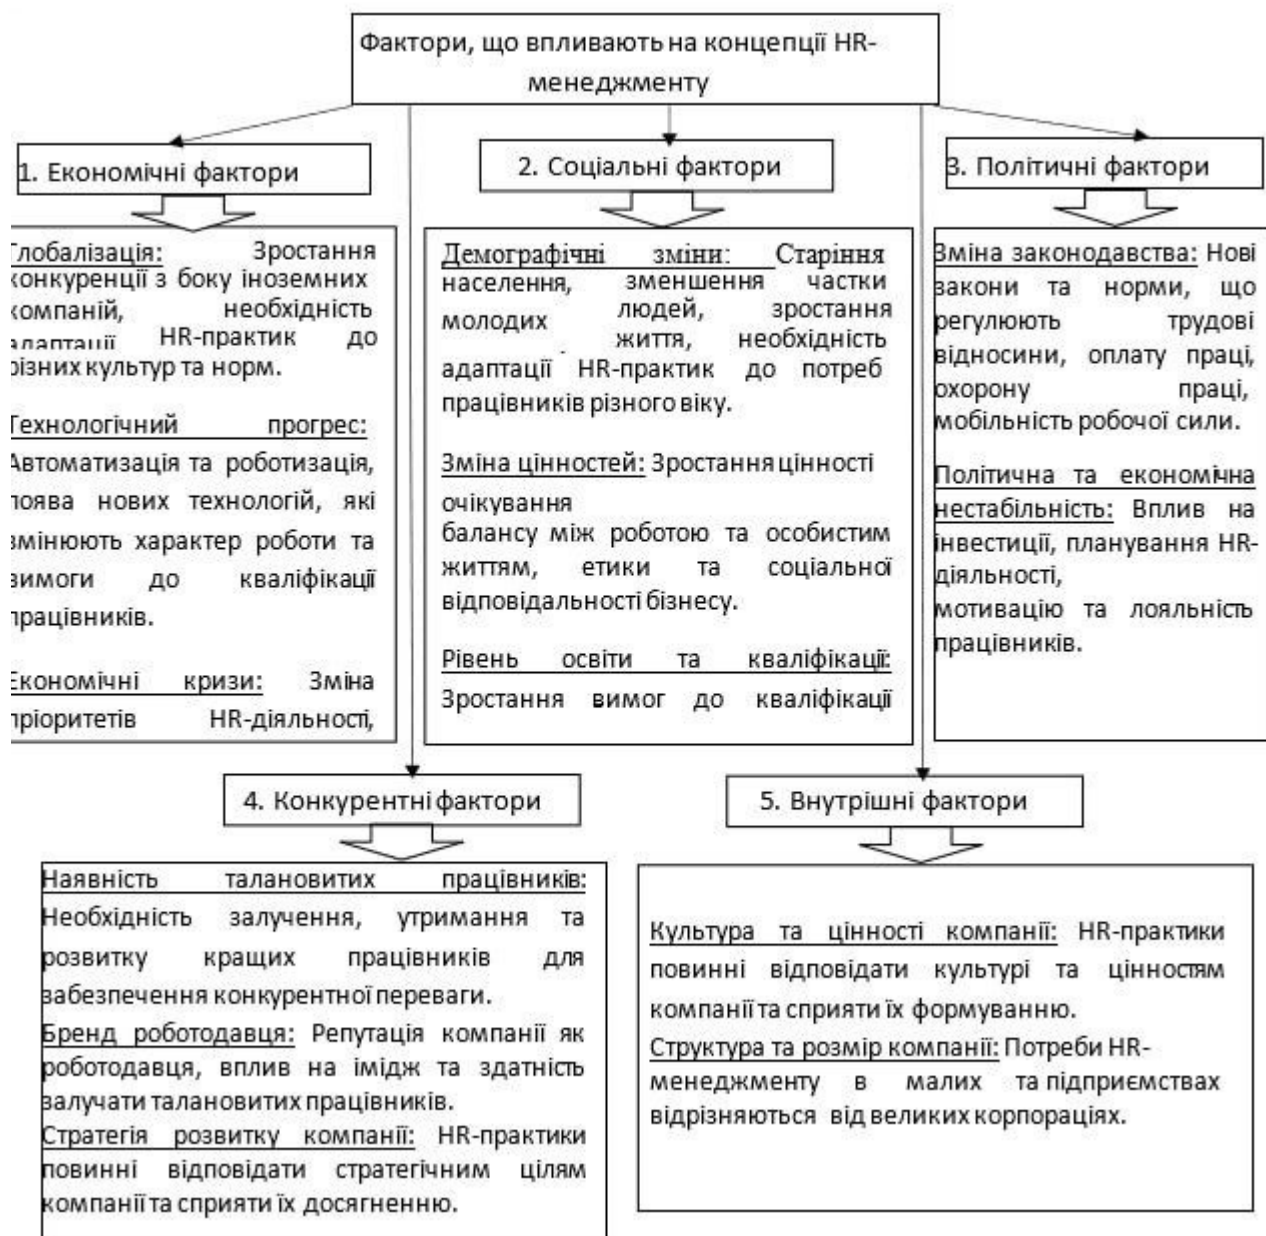 Фактори, що впливають на концепції HR-
менеджменту
1. Економічні фактори
2. Соціальні фактори
3. Політичні фактори
Глобалізація: Зростання
конкуренції з боку іноземних
компаній, необхідність
адаптації HR-практик до
різних культур та норм.
Технологічний прогрес:
Автоматизація та роботизація,
поява нових технологій, які
змінюють характер роботи та
вимоги до кваліфікації
працівників.
Економічні кризи: Зміна
пріоритетів HR-діяльності,
Демографічні зміни: Старіння
населення, зменшення частки
молодих людей, зростання
життя, необхідність
адаптації HR-практик до потреб
працівників різного віку.
Зміна цінностей: Зростання цінності
очікування
балансу між роботою та особистим
життям, етики та соціальної
відповідальності бізнесу.
Рівень освіти та кваліфікації:
Зростання вимог до кваліфікації
Зміна законодавства: Нові
закони та норми, що
регулюють трудові
відносини, оплату праці,
охорону праці,
мобільність робочої сили.
Політична та економічна
нестабільність: Вплив на
інвестиції, планування HR-
діяльності,
мотивацію та лояльність
працівників.
4. Конкурентні фактори
5. Внутрішні фактори
Наявність талановитих працівників:
Необхідність залучення, утримання та
розвитку кращих працівників для
забезпечення конкурентної переваги.
Бренд роботодавця: Репутація компанії як
роботодавця, вплив на імідж та здатність
залучати талановитих працівників.
Стратегія розвитку компанії: HR-практики
повинні відповідати стратегічним цілям
компанії та сприяти їх досягненню.
Культура та цінності компанії: HR-практики
повинні відповідати культурі та цінностям
компанії та сприяти їх формуванню.
Структура та розмір компанії: Потреби HR-
менеджменту в малих та підприємствах
відрізняються від великих корпораціях.